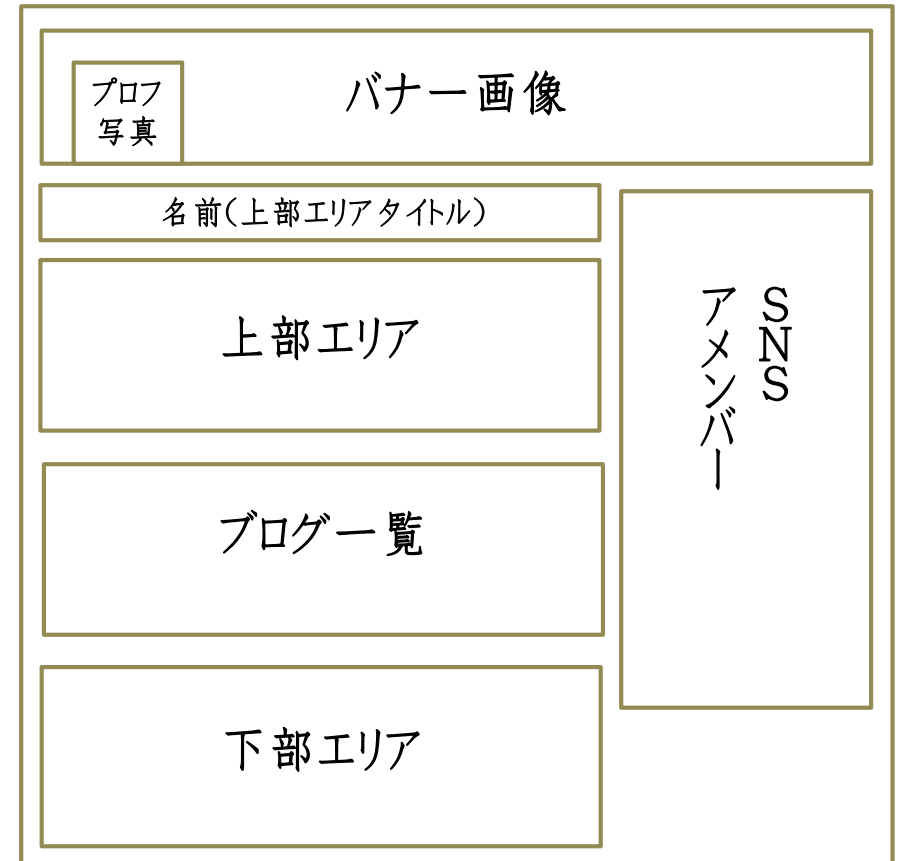 バナー画像
プロフ
写真
名前(上部エリアタイトル)
上部エリア
SNS
アメンバー
ブログ一覧
下部エリア